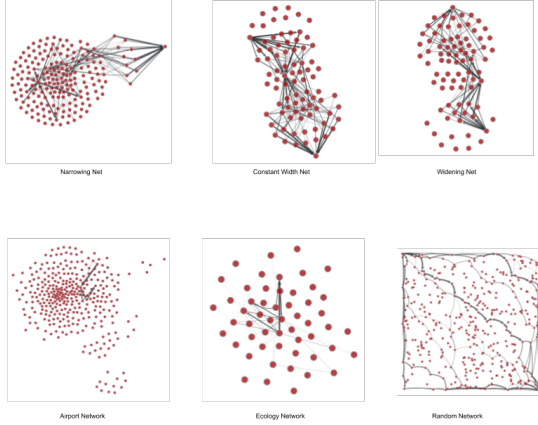 Narrowing Net
Constant Width Net
Widening Net
Airport Network
Ecology Network
Random Network